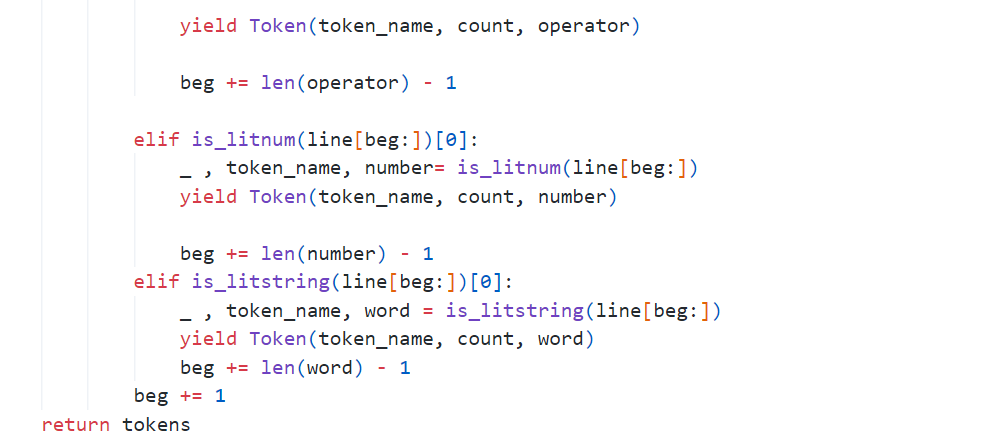 yield Token(token_name, count, operator)
beg += len(operator) - 1
elif is_litnum(line[beg:])[0]:
_ , token_name, number= is_litnum(line[beg:])
yield Token(token_name, count, number)
beg += len(number) - 1
elif is_litstring(line[beg:])[0]:
_ , token_name, word = is_litstring(line[beg:])
yield Token(token_name, count, word)
beg += len(word) - 1
beg += 1
return tokens